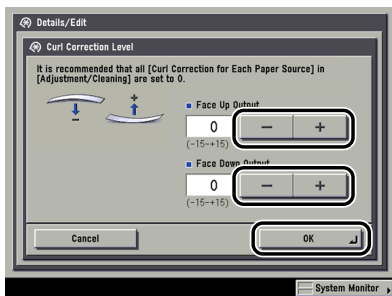 Details/Edit
Curl Correction Level
It is recommended that all [Curl Correction for Each Paper Source] in
[Adjustment/Cleaning] are set to 0.
+
-
Face Up Output
0
-
+
(-15-+15)
Face Down Output
0
-
+
(-15-+15)
Cancel
OK
System Monitor